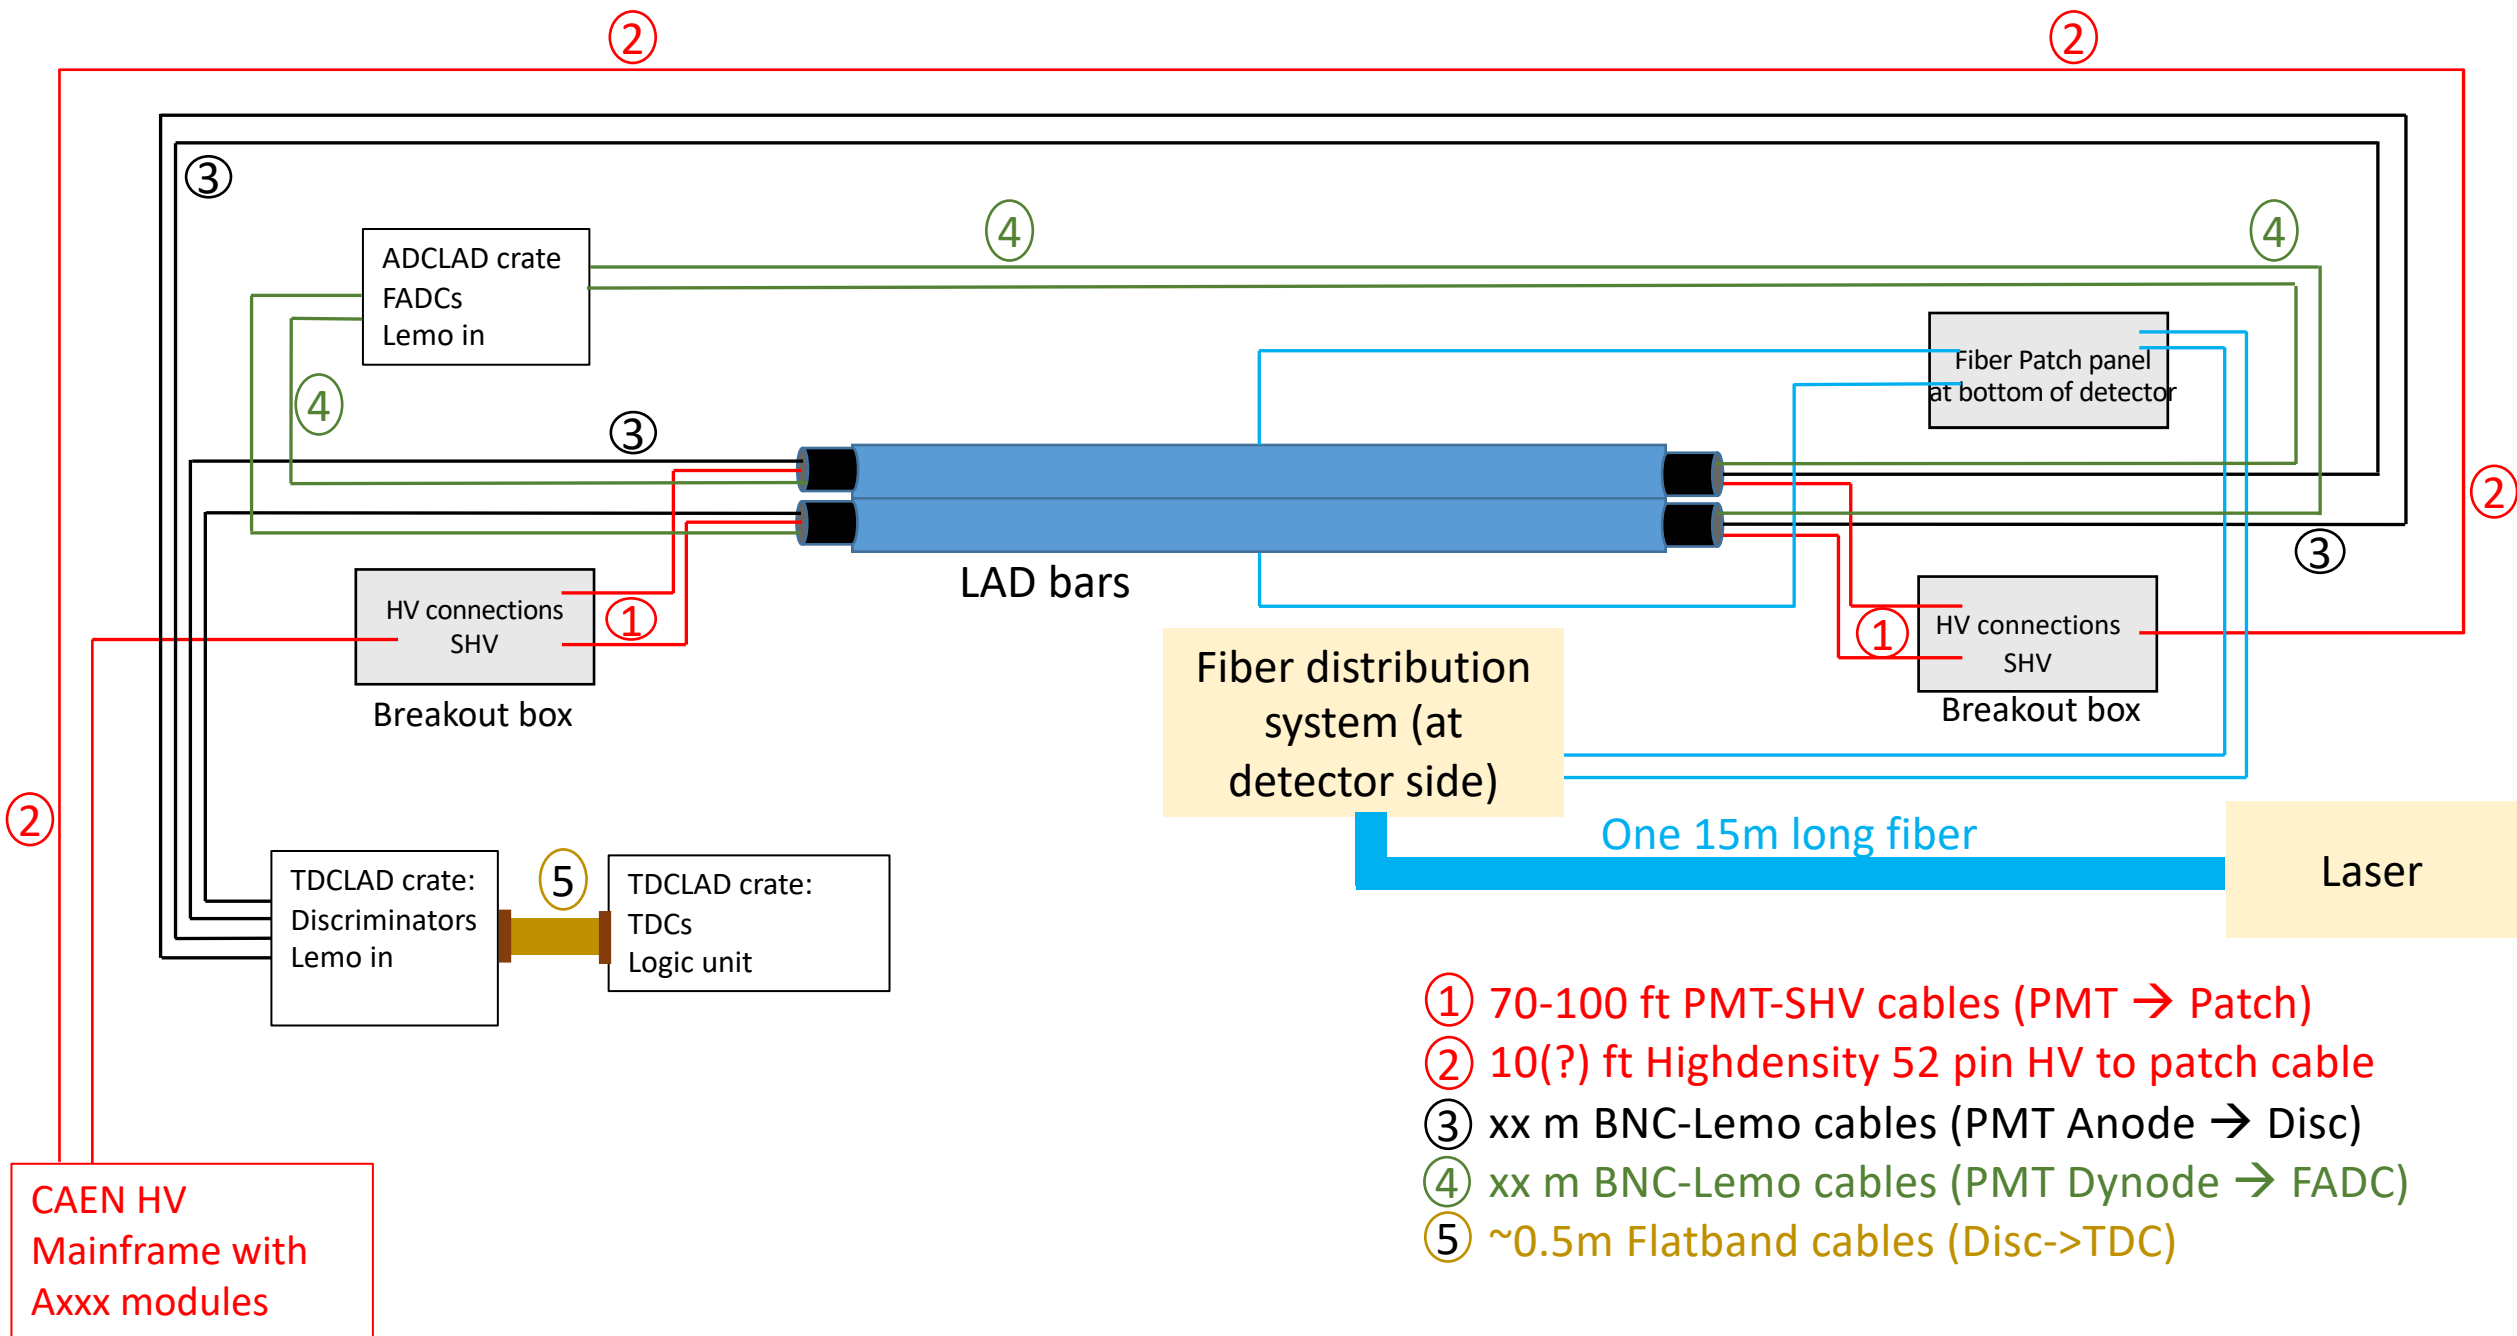 2
2
3
4
4
ADCLAD crate
FADCs
Lemo in
Fiber Patch panel
at bottom of detector
4
3
2
3
LAD bars
HV connections
SHV
1
Breakout box
1
HV connections
SHV
Breakout box
Fiber distribution
system (at
detector side)
2
One 15m long fiber
Laser
TDCLAD crate:
Discriminators
Lemo in
5
TDCLAD crate:
TDCs
Logic unit
1 70-100 ft PMT-SHV cables (PMT → Patch)
2 10(?) ft Highdensity 52 pin HV to patch cable
3 xx m BNC-Lemo cables (PMT Anode → Disc)
4 xx m BNC-Lemo cables (PMT Dynode → FADC)
5 ~0.5m Flatband cables (Disc->TDC)
CAEN HV
Mainframe with
Axxx modules